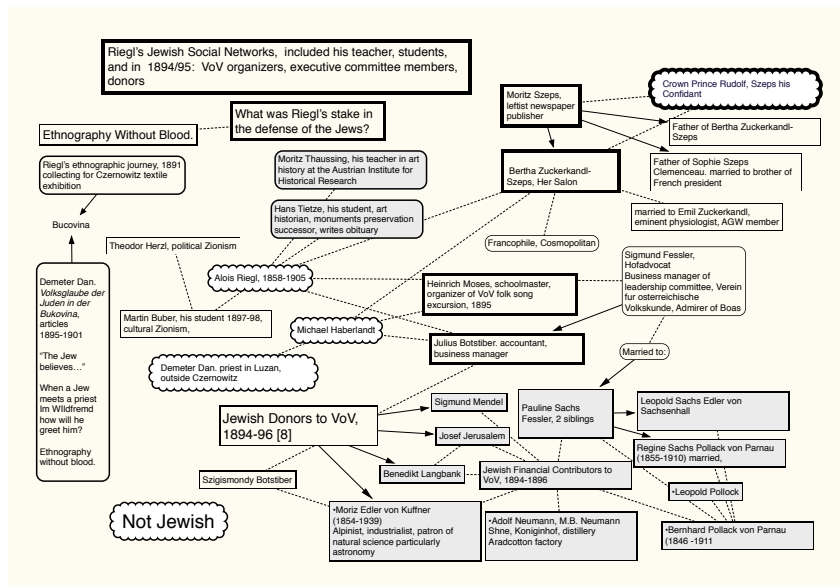 Riegl's Jewish Social Networks, included his teacher, students,
and in 1894/95: VoV organizers, executive committee members,
donors
What was Riegl's stake in
the defense of the Jews?
Ethnography Without Blood.
Riegl's ethnographic journey, 1891
collecting for Czernowitz textile
exhibition
Bucovina
Demeter Dan.
Volksglaube der
Juden in der
Bukovina,
articles
1895-1901
"The Jew
believes…"
When a Jew
meets a priest
Im WIldfremd
how will he
greet him?
Ethnography
without blood.
Moritz Thaussing, his teacher in art
history at the Austrian Institute for
Historical Research
Hans Tietze, his student, art
historian, monuments preservation
successor, writes obituary
Theodor Herzl, political Zionism
Alois Riegl, 1858-1905
Martin Buber, his student 1897-98,
cultural Zionism,
Michael Haberlandt
Demeter Dan. priest in Luzan,
outside Czernowitz
Moritz Szeps,
leftist newspaper
publisher
Crown Prince Rudolf, Szeps his
Confidant
Father of Bertha Zuckerkandl-
Szeps
Father of Sophie Szeps
Clemenceau. married to brother of
French president
Bertha Zuckerkandl-
Szeps, Her Salon
married to Emil Zuckerkandl,
eminent physiologist, AGW member
Francophile, Cosmopolitan
Sigmund Fessler,
Hofadvocat
Business manager of
leadership committee, Verein
fur osterreichische
Volkskunde, Admirer of Boas
Heinrich Moses, schoolmaster,
organizer of VoV folk song
excursion, 1895
Julius Botstiber. accountant,
business manager
Married to:
Jewish Donors to VoV,
1894-96 [8]
Sigmund Mendel
Josef Jerusalem
Benedikt Langbank
Pauline Sachs
Fessler, 2 siblings
Leopold Sachs Edler von
Sachsenhall
Regine Sachs Pollack von Parnau
(1855-1910) married,
Jewish Financial Contributors to
VoV, 1894-1896
Szigismondy Botstiber
•Leopold Pollock
•Moriz Edler von Kuffner
(1854-1939)
Alpinist, industrialist, patron of
natural science particularly
astronomy
•Adolf Neumann, M.B. Neumann
Shne, Koniginhof, distillery
Aradcotton factory
•Bernhard Pollack von Parnau
(1846 -1911
Not Jewish